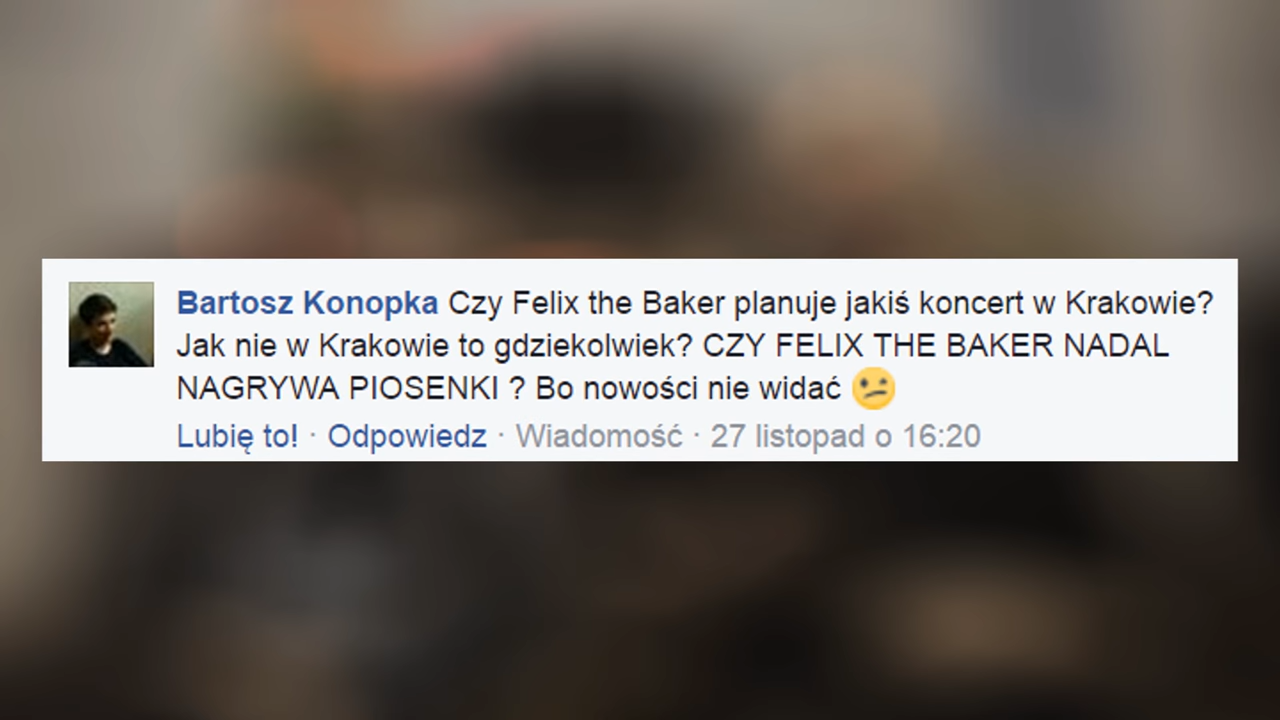 Bartosz Konopka Czy Felix the Baker planuje jakiś koncert w Krakowie?
Jak nie w Krakowie to gdziekolwiek? CZY FELIX THE BAKER NADAL
NAGRYWA PIOSENKI ? Bo nowości nie widać 😕
Lubię to! · Odpowiedz · Wiadomość · 27 listopad o 16:20